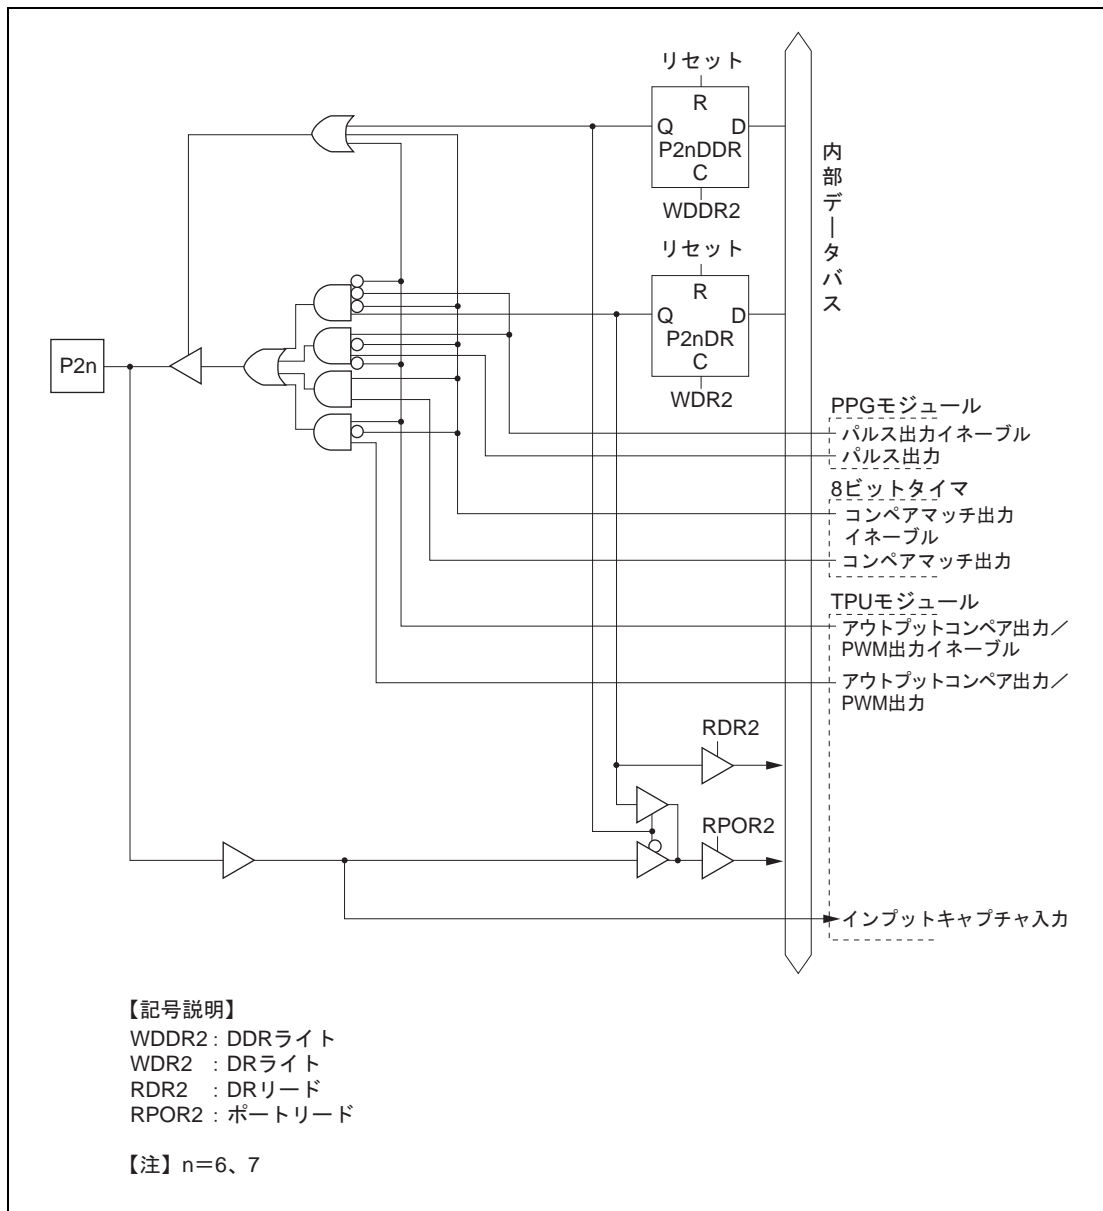 リセット
R
Q D
P2nDDR
C
WDDR2
内部データバス
リセット
R
Q D
P2nDR
C
WDR2
P2n
PPGモジュール
パルス出力イネーブル
パルス出力
8ビットタイマ
コンペアマッチ出力
イネーブル
コンペアマッチ出力
TPUモジュール
アウトプットコンペア出力／
PWM出力イネーブル
アウトプットコンペア出力／
PWM出力
RDR2
RPOR2
インプットキャプチャ入力
【記号説明】
WDDR2：DDRライト
WDR2 ：DRライト
RDR2 ：DRリード
RPOR2：ポートリード
【注】n＝6、7